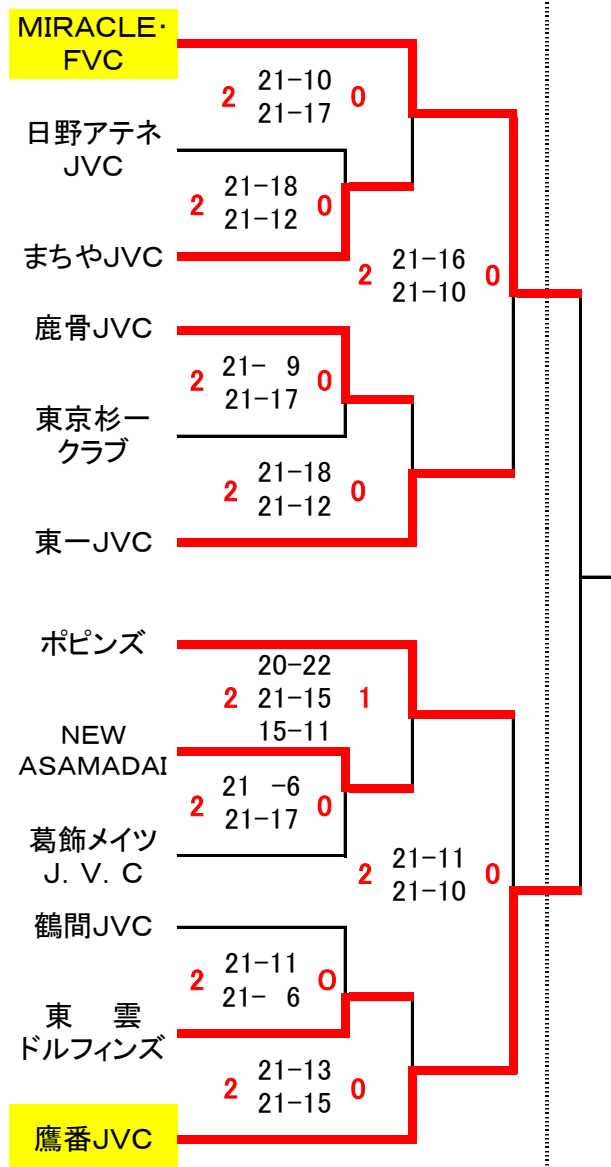 MIRACLE・
FVC
2 21-10 0
21-17
日野アテネ
JVC
2 21-18 0
21-12
まちやJVC
2 21-16 0
21-10
鹿骨JVC
2 21- 9 0
21-17
東京杉一
クラブ
2 21-18 0
21-12
東一JVC
ポピンズ
20-22
2 21-15 1
15-11
NEW
ASAMADAI
2 21 -6 0
21-17
葛飾メイツ
J. V. C
2 21-11 0
21-10
鶴間JVC
2 21-11 0
21- 6
東 雲
ドルフィンズ
2 21-13 0
21-15
鷹番JVC